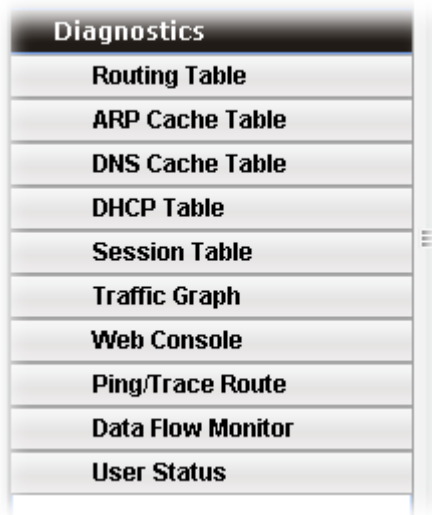 Diagnostics
Routing Table
ARP Cache Table
DNS Cache Table
DHCP Table
Session Table
Traffic Graph
Web Console
Ping/Trace Route
Data Flow Monitor
User Status